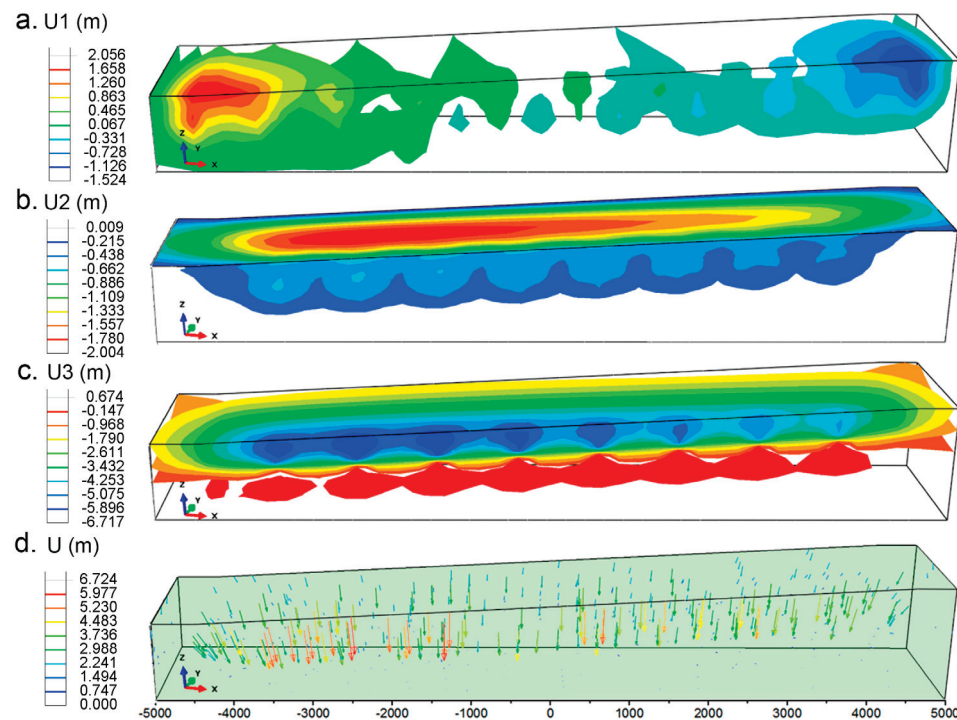 a. U1 (m)
2.056
1.658
1.260
0.863
0.465
0.067
-0.331
-0.728
-1.126
-1.524
Z
Y
X
b. U2 (m)
0.009
-0.215
-0.438
-0.662
-0.886
-1.109
-1.333
-1.557
-1.780
-2.004
Z
Y
X
c. U3 (m)
0.674
-0.147
-0.968
-1.790
-2.611
-3.432
-4.253
-5.075
-5.896
-6.717
Z
Y
X
d. U (m)
6.724
5.977
5.230
4.483
3.736
2.988
2.241
1.494
0.747
0.000
Z
Y
X
-5000 -4000 -3000 -2000 -1000 0 1000 2000 3000 4000 5000